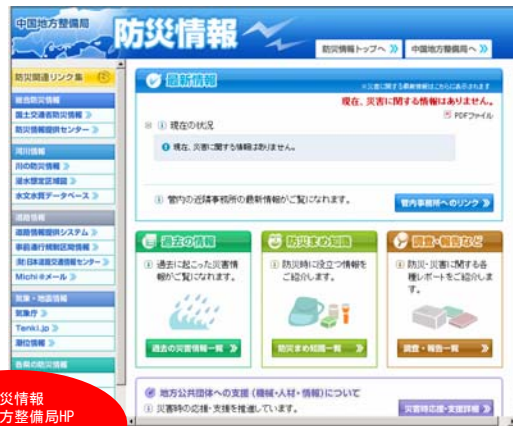 中国地方整備局
防災情報
防災情報トップへ
中国地方整備局へ
防災関連リンク集
総合防災情報
国土交通省防災情報
防災情報提供センター
河川情報
川の防災情報
浸水想定区域図
水文水質データベース
道路情報
道路情報提供システム
事前通行規制区間情報
(財)日本道路交通情報センター
Michi*メール
気象・地震情報
気象庁
Tenki.jp
潮位情報
各県の防災情報
最新情報
※災害に関する最新情報はこちらに表示されます
現在、災害に関する情報はありません。
PDFファイル
現在の状況
現在、災害に関する情報はありません。
管内の近隣事務所の最新情報がご覧になれます。
管内事務所へのリンク
過去の情報
過去に起こった災害情
報がご覧になれます。
過去の災害情報一覧
防災まめ知識
防災時に役立つ情報を
ご紹介します。
防災まめ知識一覧
調査・報告など
防災・災害に関する各
種レポートをご紹介しま
す。
調査・報告一覧
地方公共団体への支援(機械・人材・情報)について
災害時の応援・支援を推進しています。
災害時応援・支援詳細
災情報
方整備局HP